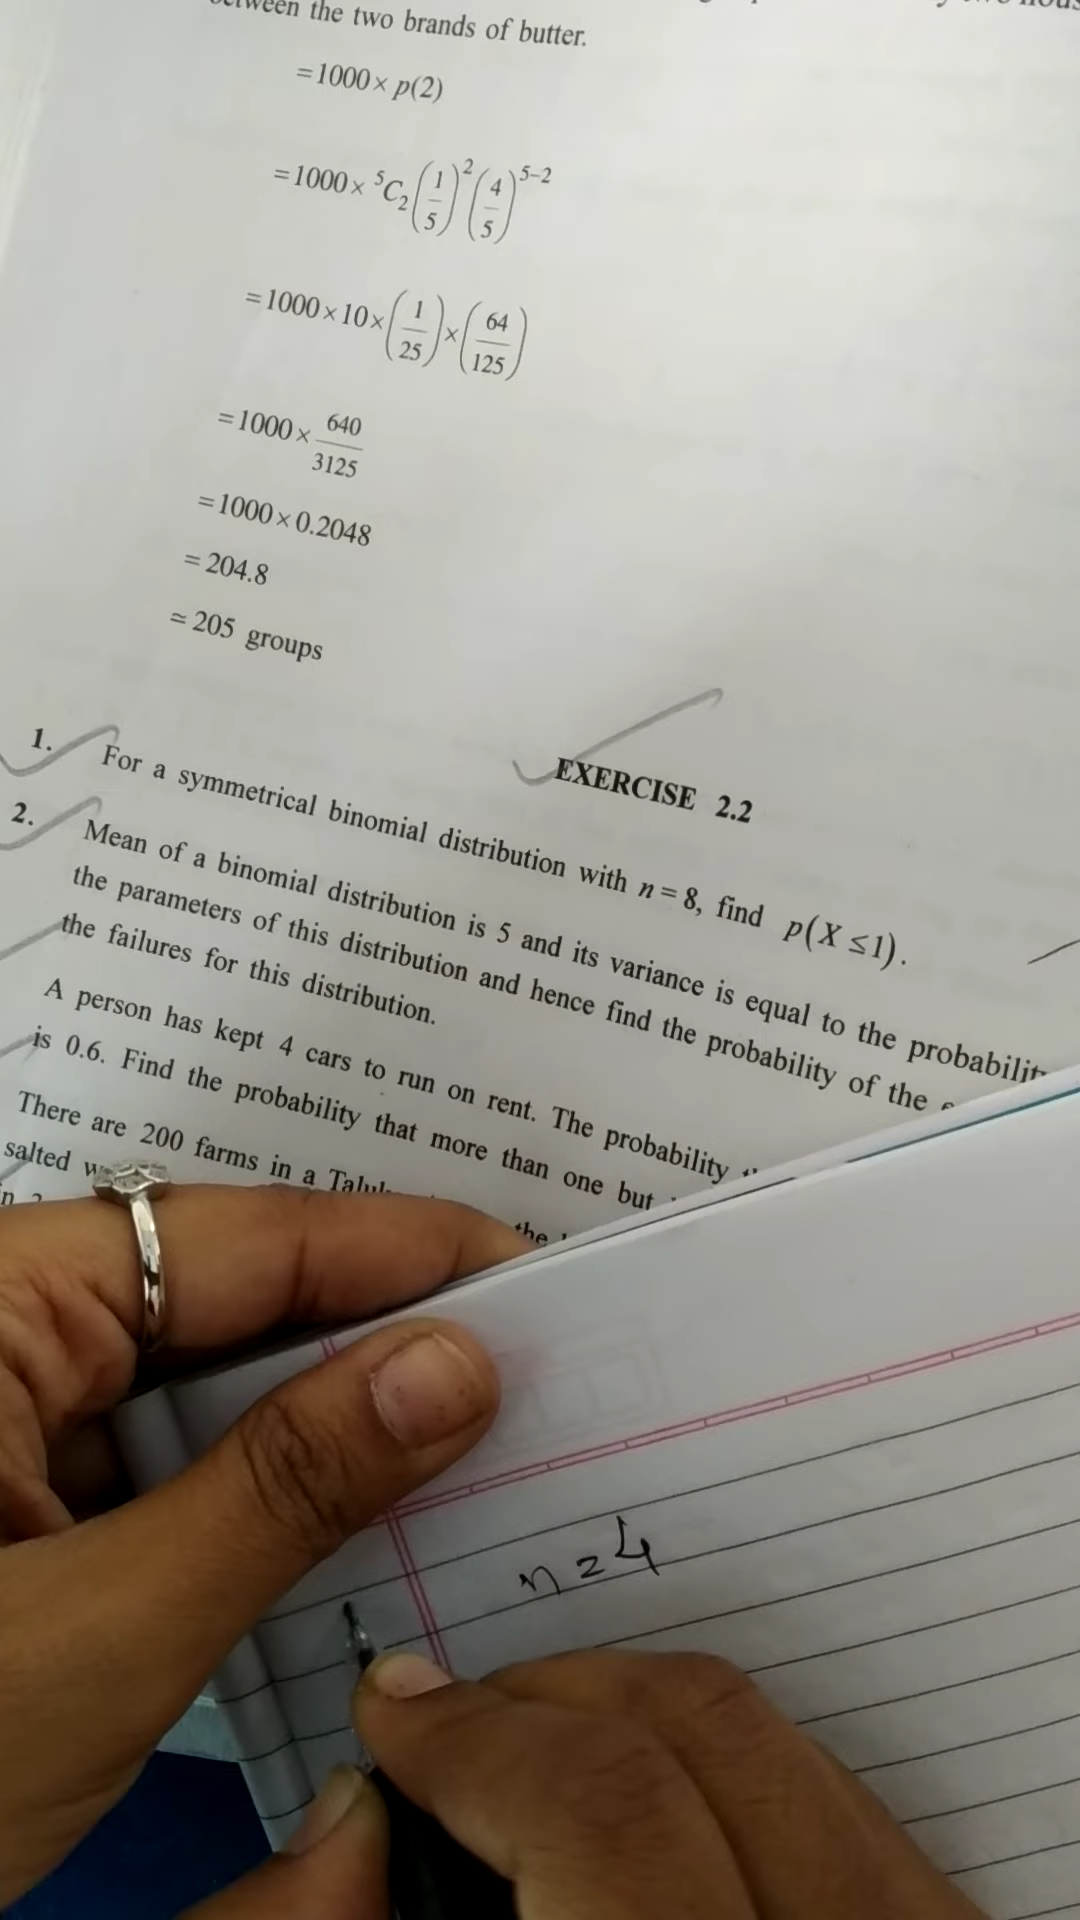 between the two brands of butter.
= 1000 × p(2)
= 1000 × ⁵C₂ (1/5)² (4/5)⁵⁻²
= 1000 × 10 × (1/25) × (64/125)
= 1000 × 640/3125
= 1000 × 0.2048
= 204.8
≃ 205 groups
EXERCISE 2.2
1. For a symmetrical binomial distribution with n = 8, find p(X ≤ 1).
2. Mean of a binomial distribution is 5 and its variance is equal to the
the parameters of this distribution and hence find the probability of the
the failures for this distribution.
A person has kept 4 cars to run on rent. The probability
is 0.6. Find the probability that more than one but
There are 200 farms in a
salted
the
n = 4